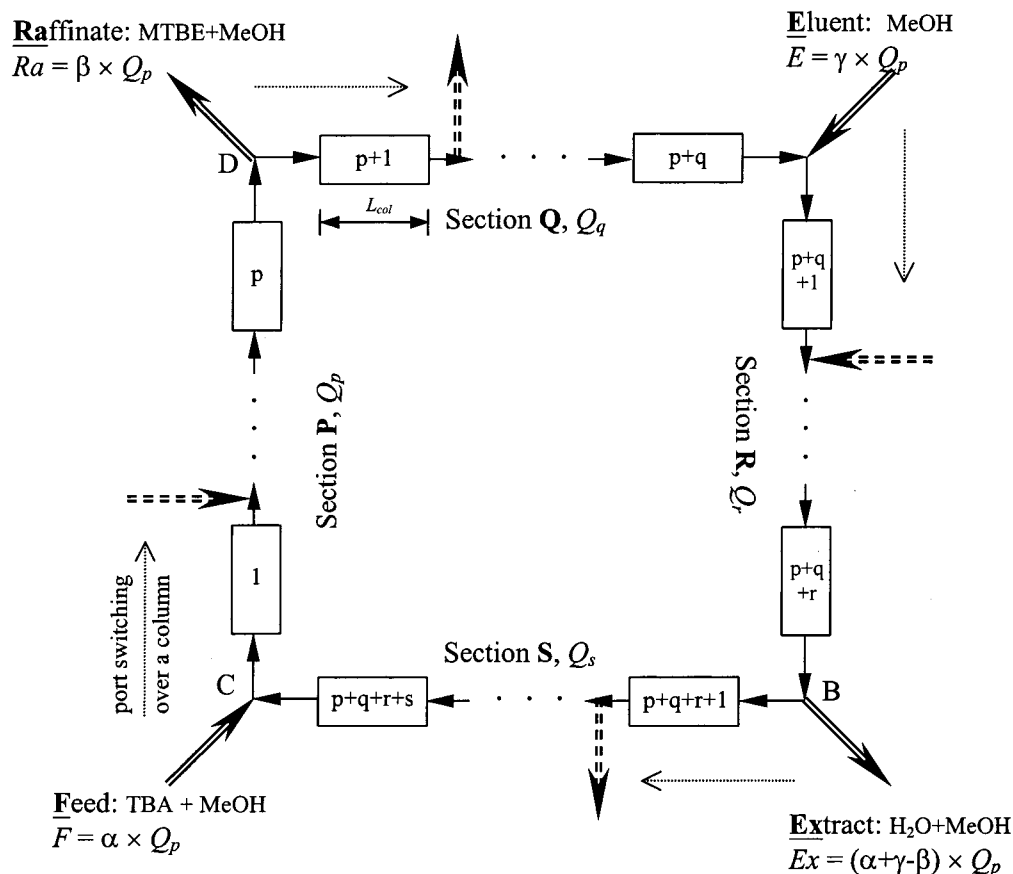 Raffinate: MTBE+MeOH
Ra = β × Qp
Eluent: MeOH
E = γ × Qp
D
p+1
· · ·
p+q
Lcol
Section Q, Qq
p
p+q
+1
Section P, Qp
Section R, Qr
1
p+q
+r
port switching
over a column
Section S, Qs
C
p+q+r+s
· · ·
p+q+r+1
B
Feed: TBA + MeOH
F = α × Qp
Extract: H2O+MeOH
Ex = (α+γ-β) × Qp